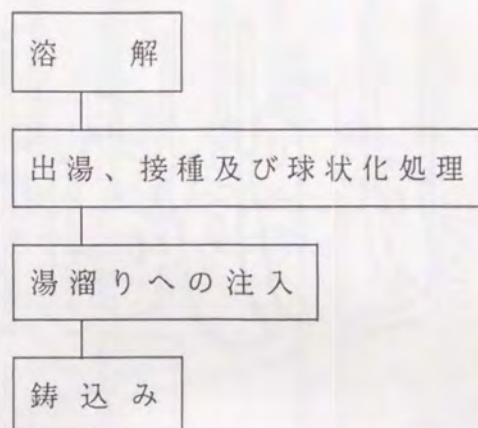 溶解
出湯、接種及び球状化処理
湯溜りへの注入
鋳込み